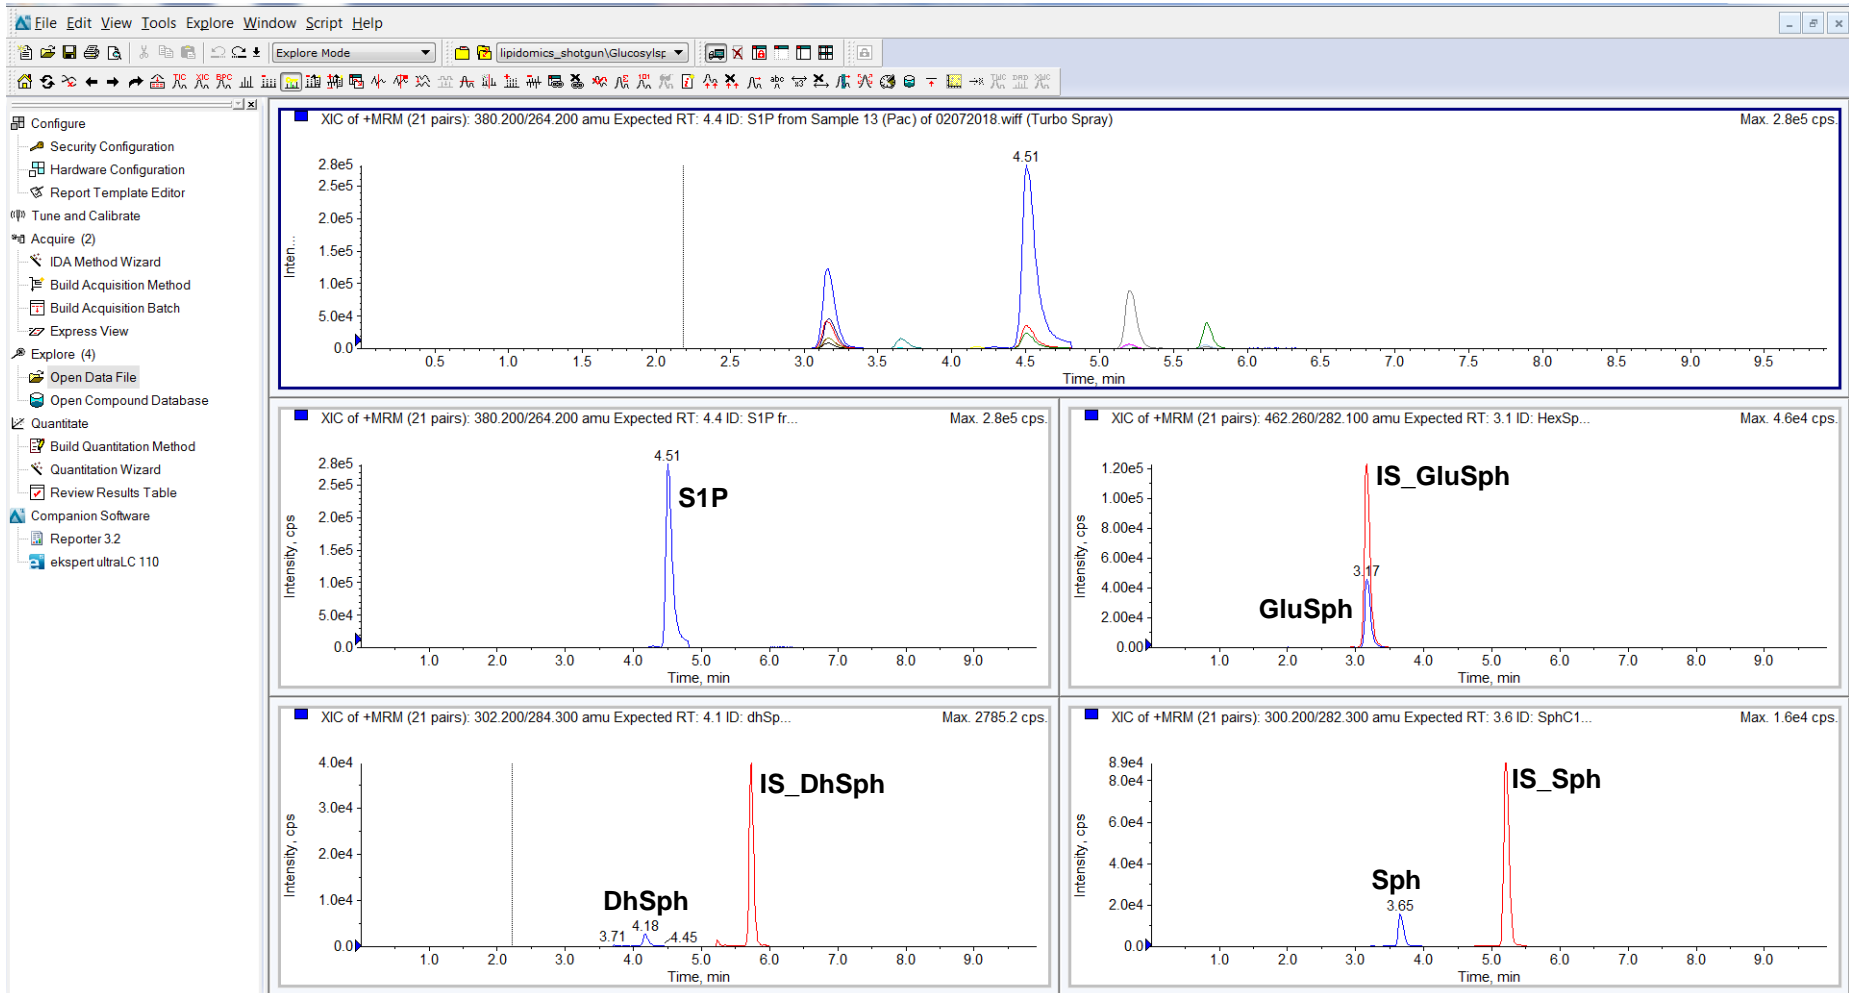 File Edit View Tools Explore Window Script Help
Explore Mode
lipidomics_shotgun\Glucosylsp
Configure
Security Configuration
Hardware Configuration
Report Template Editor
Tune and Calibrate
Acquire (2)
IDA Method Wizard
Build Acquisition Method
Build Acquisition Batch
Express View
Explore (4)
Open Data File
Open Compound Database
Quantitate
Build Quantitation Method
Quantitation Wizard
Review Results Table
Companion Software
Reporter 3.2
ekspert ultraLC 110
XIC of +MRM (21 pairs): 380.200/264.200 amu Expected RT: 4.4 ID: S1P from Sample 13 (Pac) of 02072018.wiff (Turbo Spray) Max. 2.8e5 cps.
4.51
2.8e5
2.5e5
2.0e5
1.5e5
1.0e5
5.0e4
0.0
Inten...
0.5 1.0 1.5 2.0 2.5 3.0 3.5 4.0 4.5 5.0 5.5 6.0 6.5 7.0 7.5 8.0 8.5 9.0 9.5
Time, min
XIC of +MRM (21 pairs): 380.200/264.200 amu Expected RT: 4.4 ID: S1P fr... Max. 2.8e5 cps.
4.51
S1P
2.8e5
2.5e5
2.0e5
1.5e5
1.0e5
5.0e4
0.0
Intensity, cps
1.0 2.0 3.0 4.0 5.0 6.0 7.0 8.0 9.0
Time, min
XIC of +MRM (21 pairs): 462.260/282.100 amu Expected RT: 3.1 ID: HexSp... Max. 4.6e4 cps.
IS_GluSph
3.17
GluSph
1.20e5
1.00e5
8.00e4
6.00e4
4.00e4
2.00e4
0.00
Intensity, cps
1.0 2.0 3.0 4.0 5.0 6.0 7.0 8.0 9.0
Time, min
XIC of +MRM (21 pairs): 302.200/284.300 amu Expected RT: 4.1 ID: dhSp... Max. 2785.2 cps.
IS_DhSph
DhSph
3.71 4.18 4.45
4.0e4
3.0e4
2.0e4
1.0e4
0.0
Intensity, cps
1.0 2.0 3.0 4.0 5.0 6.0 7.0 8.0 9.0
Time, min
XIC of +MRM (21 pairs): 300.200/282.300 amu Expected RT: 3.6 ID: SphC1... Max. 1.6e4 cps.
IS_Sph
Sph
3.65
8.9e4
8.0e4
6.0e4
4.0e4
2.0e4
0.0
Intensity, cps
1.0 2.0 3.0 4.0 5.0 6.0 7.0 8.0 9.0
Time, min